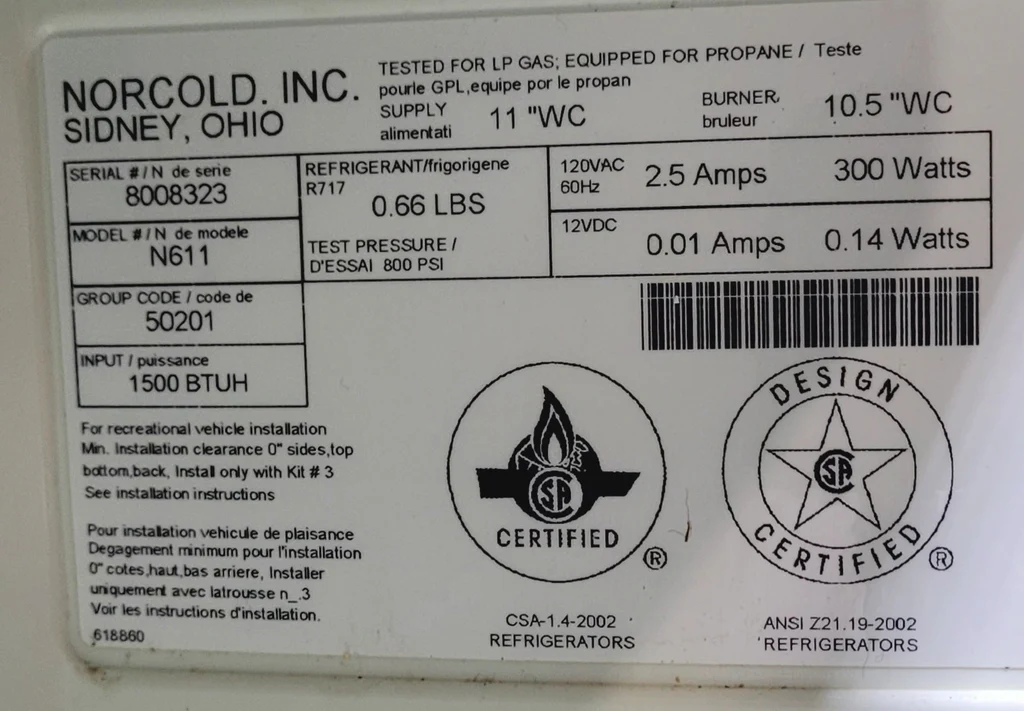 NORCOLD. INC.
SIDNEY, OHIO
TESTED FOR LP GAS; EQUIPPED FOR PROPANE / Teste
pourle GPL,equipe por le propan
SUPPLY
alimentati
11 "WC
BURNER
bruleur
10.5 "WC
SERIAL # / N de serie
8008323
MODEL # / N de modele
N611
GROUP CODE / code de
50201
INPUT / puissance
1500 BTUH
REFRIGERANT/frigorigene
R717
0.66 LBS
TEST PRESSURE /
D'ESSAI 800 PSI
120VAC
60Hz
2.5 Amps 300 Watts
12VDC
0.01 Amps 0.14 Watts
For recreational vehicle installation
Min. Installation clearance 0" sides,top
bottom,back, Install only with Kit # 3
See installation instructions
Pour installation vehicule de plaisance
Degagement minimum pour l'installation
0" cotes,haut,bas arriere, Installer
uniquement avec latrousse n_.3
Voir les instructions d'installation.
618860
CSA
CERTIFIED
®
CSA-1.4-2002
REFRIGERATORS
DESIGN
CSA
CERTIFIED
®
ANSI Z21.19-2002
'REFRIGERATORS